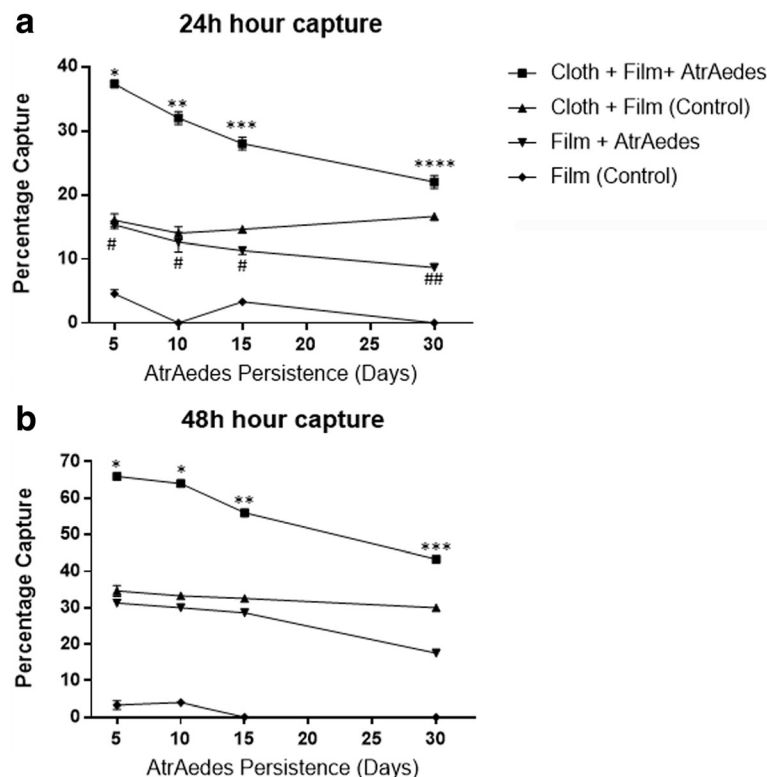 a
24h hour capture
Percentage Capture
40
30
20
10
0
*
**
***
****
#
#
#
##
5 10 15 20 25 30
AtrAedes Persistence (Days)
Cloth + Film+ AtrAedes
Cloth + Film (Control)
Film + AtrAedes
Film (Control)
b
48h hour capture
Percentage Capture
70
60
50
40
30
20
10
0
*
*
**
***
5 10 15 20 25 30
AtrAedes Persistence (Days)